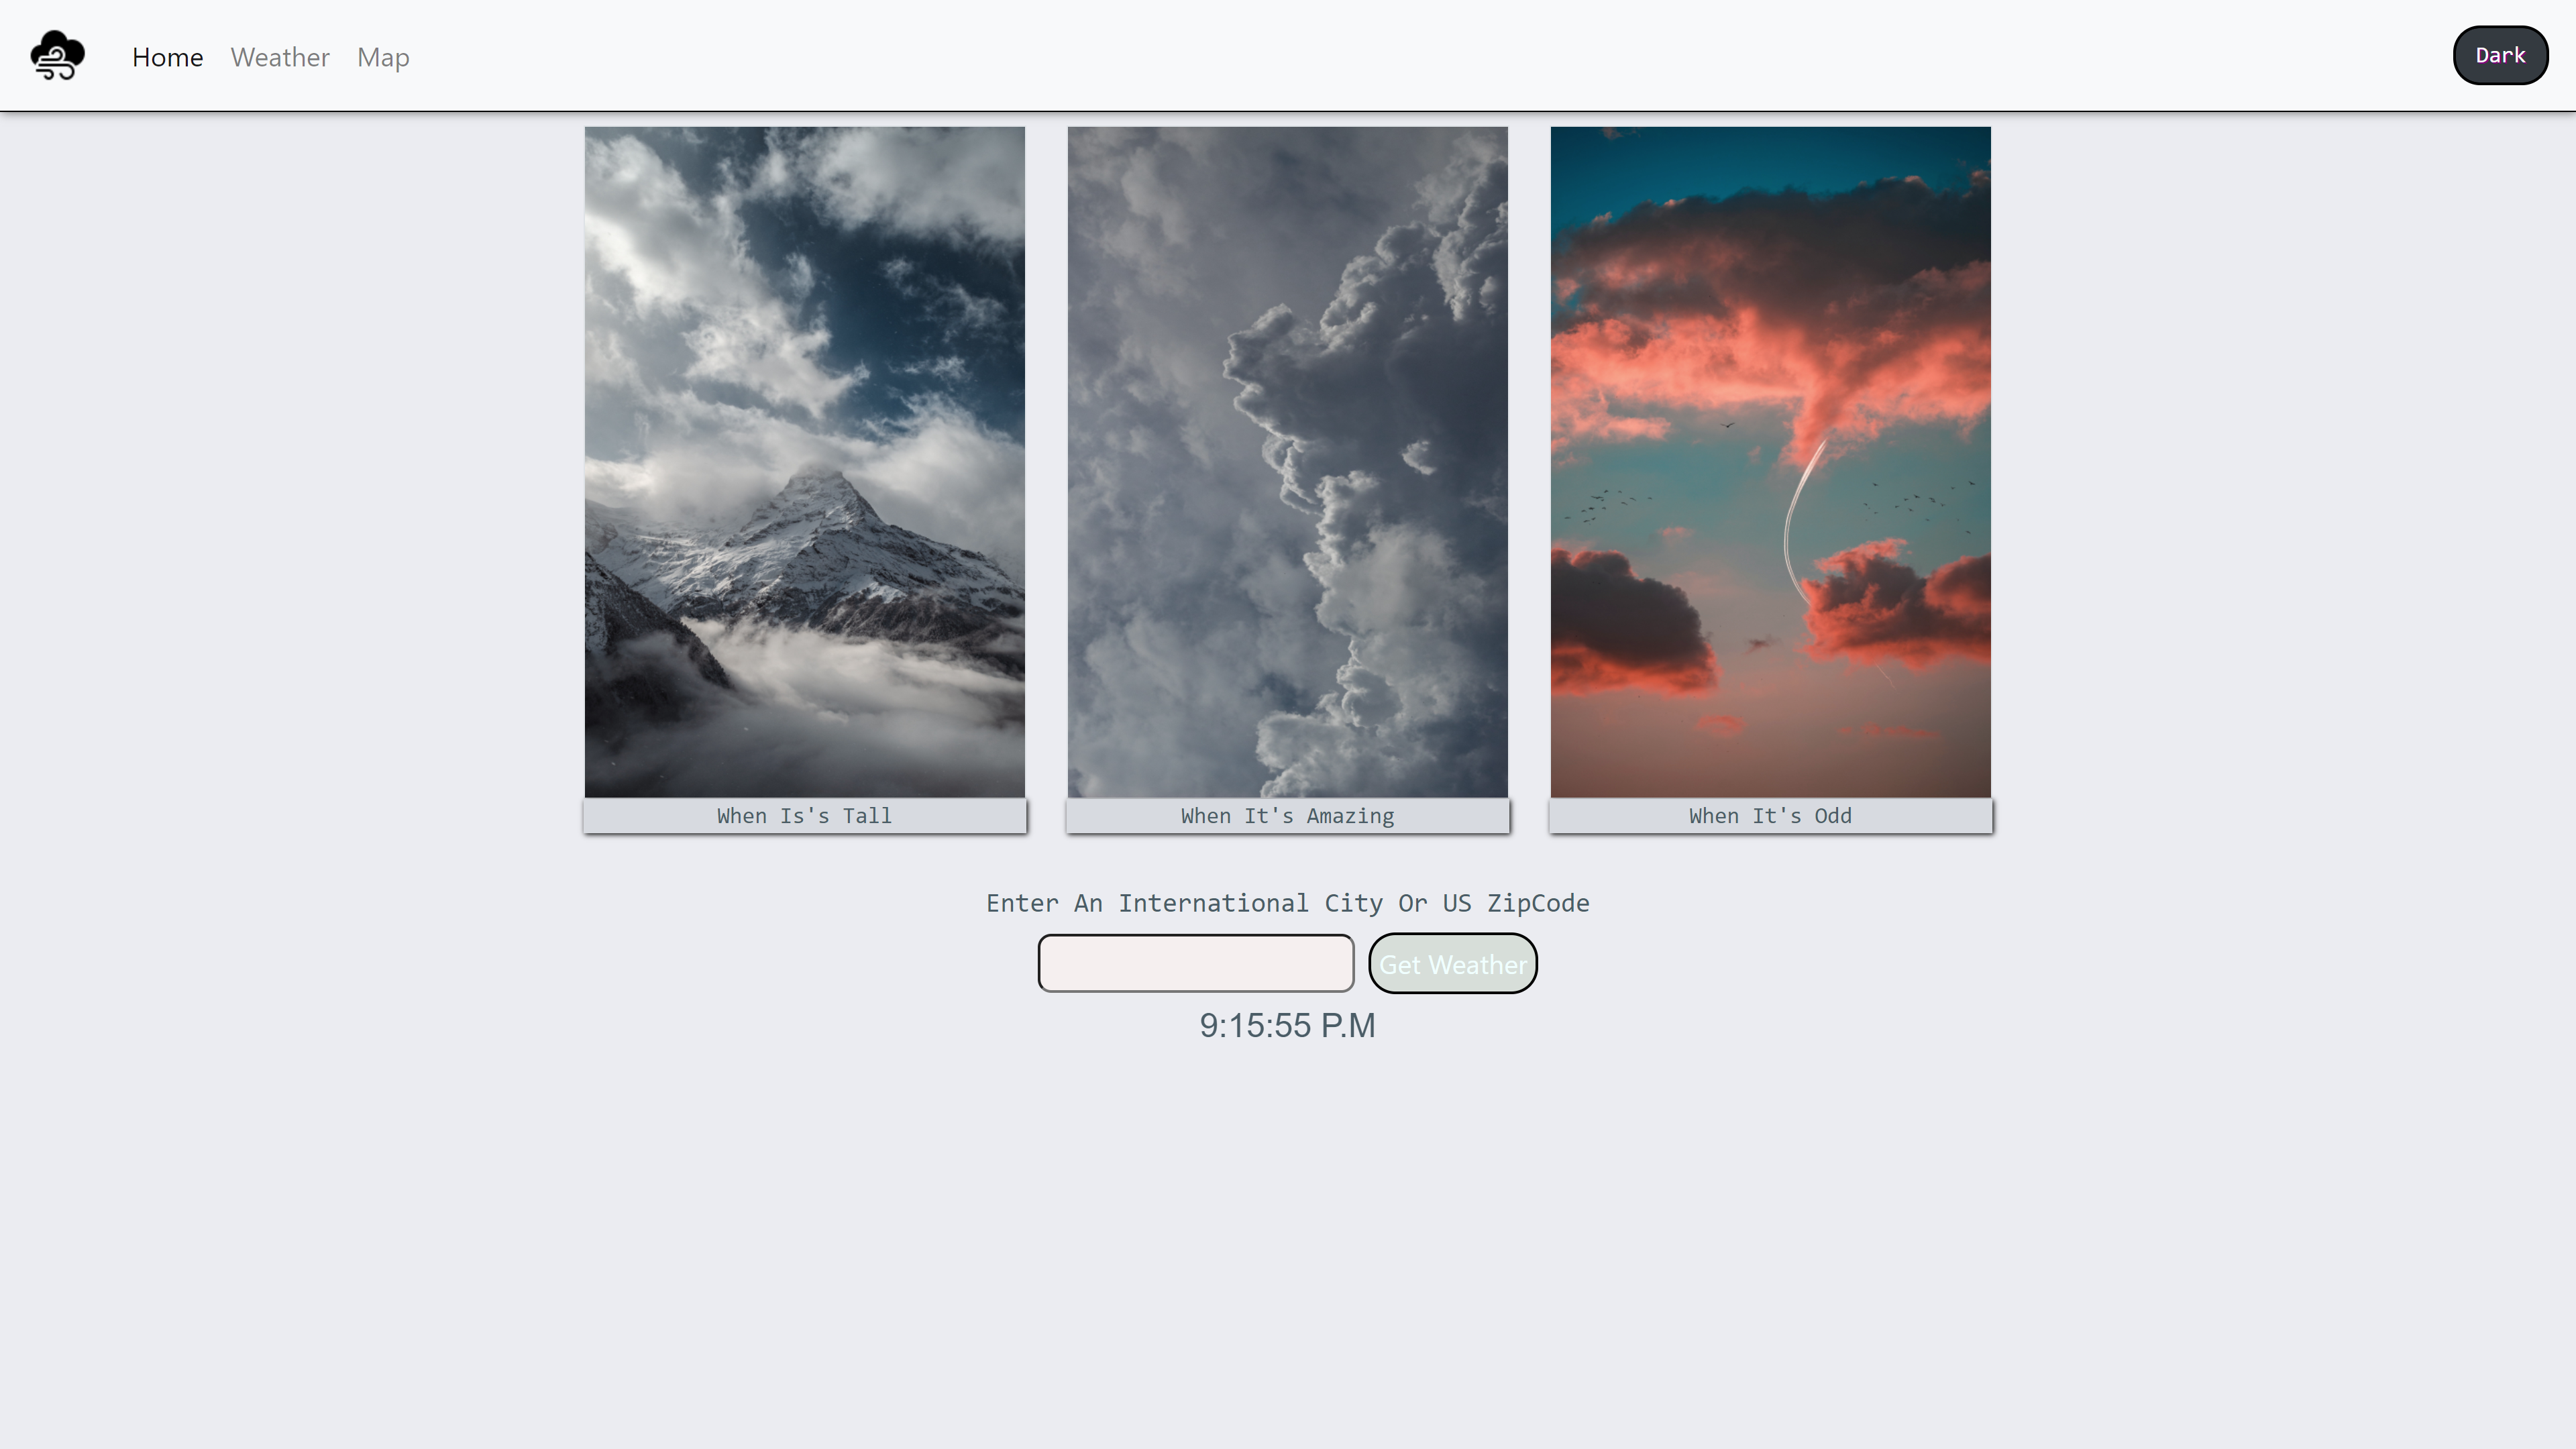 Home Weather Map Dark
When Is's Tall
When It's Amazing
When It's Odd
Enter An International City Or US ZipCode
Get Weather
9:15:55 P.M